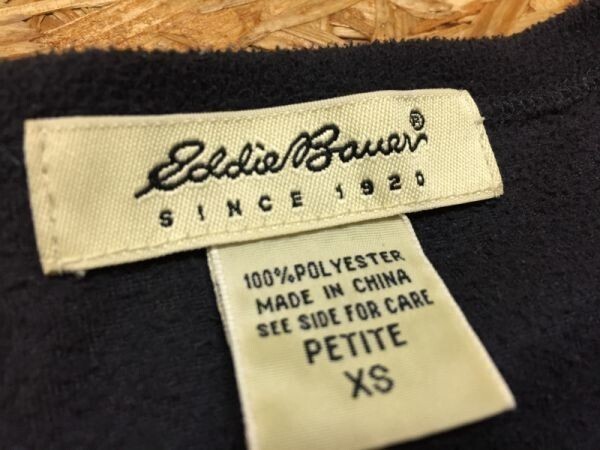 Eddie Bauer®
SINCE 1920
100% POLYESTER
MADE IN CHINA
SEE SIDE FOR CARE
PETITE
XS